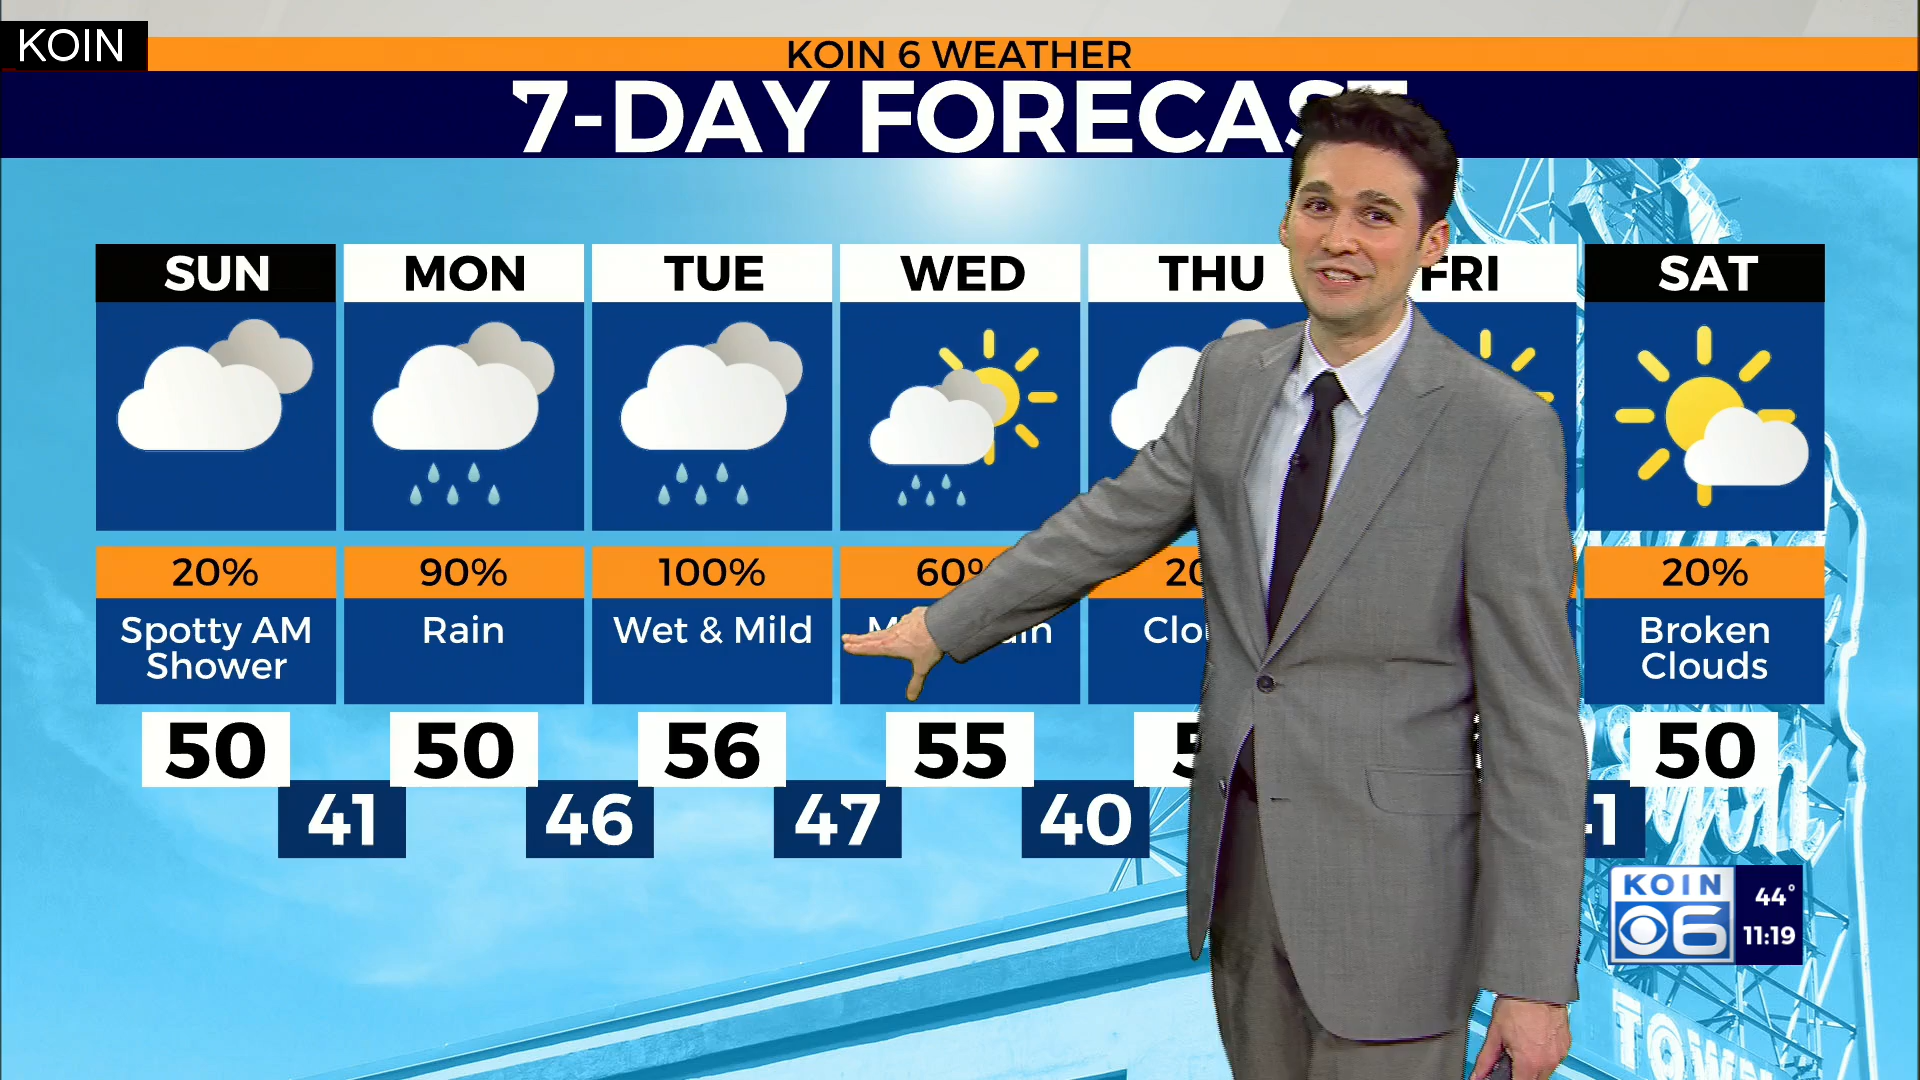 KOIN
KOIN 6 WEATHER
7-DAY FORECAST
SUN MON TUE WED THU FRI SAT
20% 90% 100% 20%
Spotty AM Rain Wet & Mild Broken
Shower Clouds
50 50 56 55 50
41 46 47 40
KOIN 44°
6 11:19